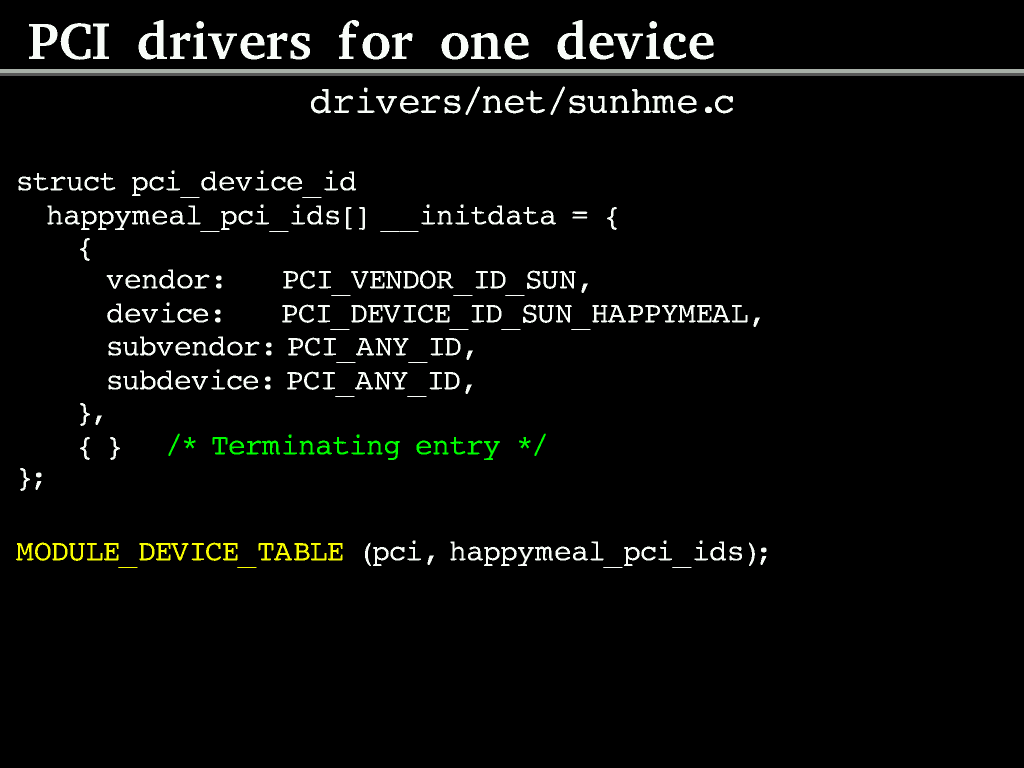 PCI drivers for one device
drivers/net/sunhme.c
struct pci_device_id
happymeal_pci_ids[] __initdata = {
{
vendor: PCI_VENDOR_ID_SUN,
device: PCI_DEVICE_ID_SUN_HAPPYMEAL,
subvendor: PCI_ANY_ID,
subdevice: PCI_ANY_ID,
},
{ } /* Terminating entry */
};
MODULE_DEVICE_TABLE (pci, happymeal_pci_ids);